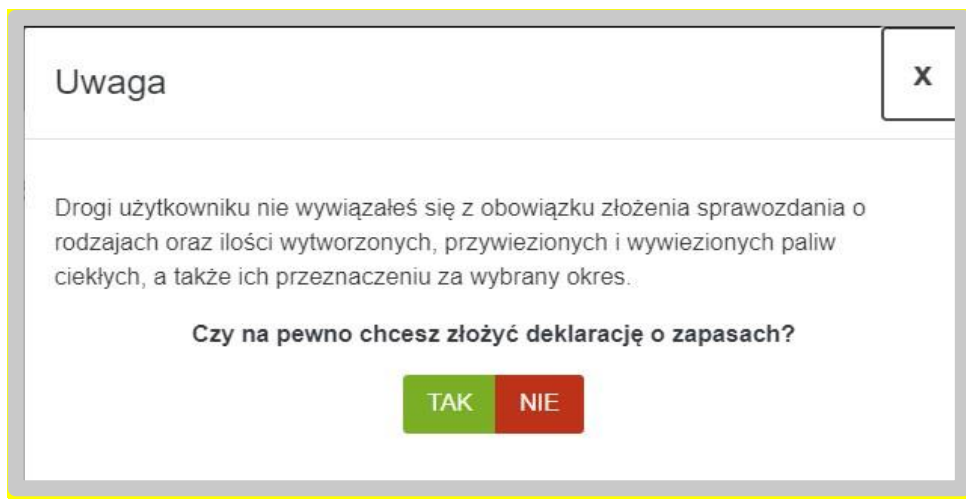 Uwaga
x
Drogi użytkowniku nie wywiązałeś się z obowiązku złożenia sprawozdania o
rodzajach oraz ilości wytworzonych, przywiezionych i wywiezionych paliw
ciekłych, a także ich przeznaczeniu za wybrany okres.
Czy na pewno chcesz złożyć deklarację o zapasach?
TAK NIE